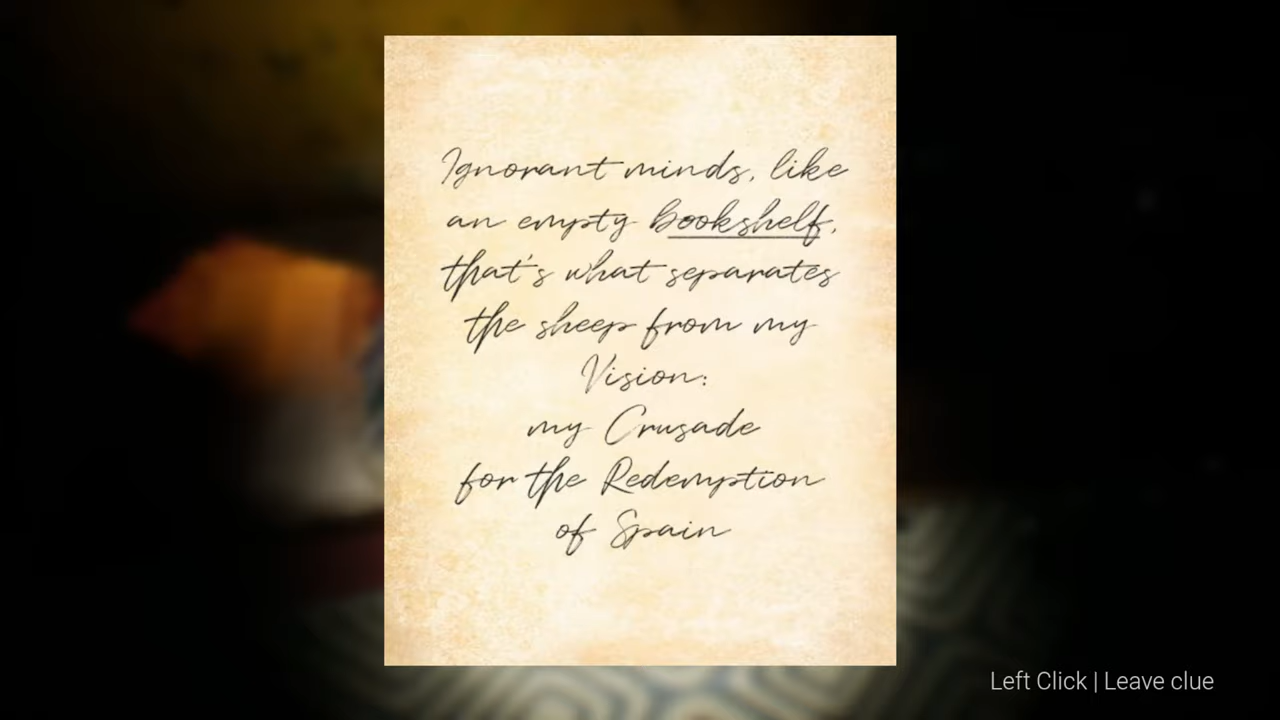 Ignorant minds, like
an empty bookshelf,
that's what separates
the sheep from my
Vision:
my Crusade
for the Redemption
of Spain
Left Click | Leave clue